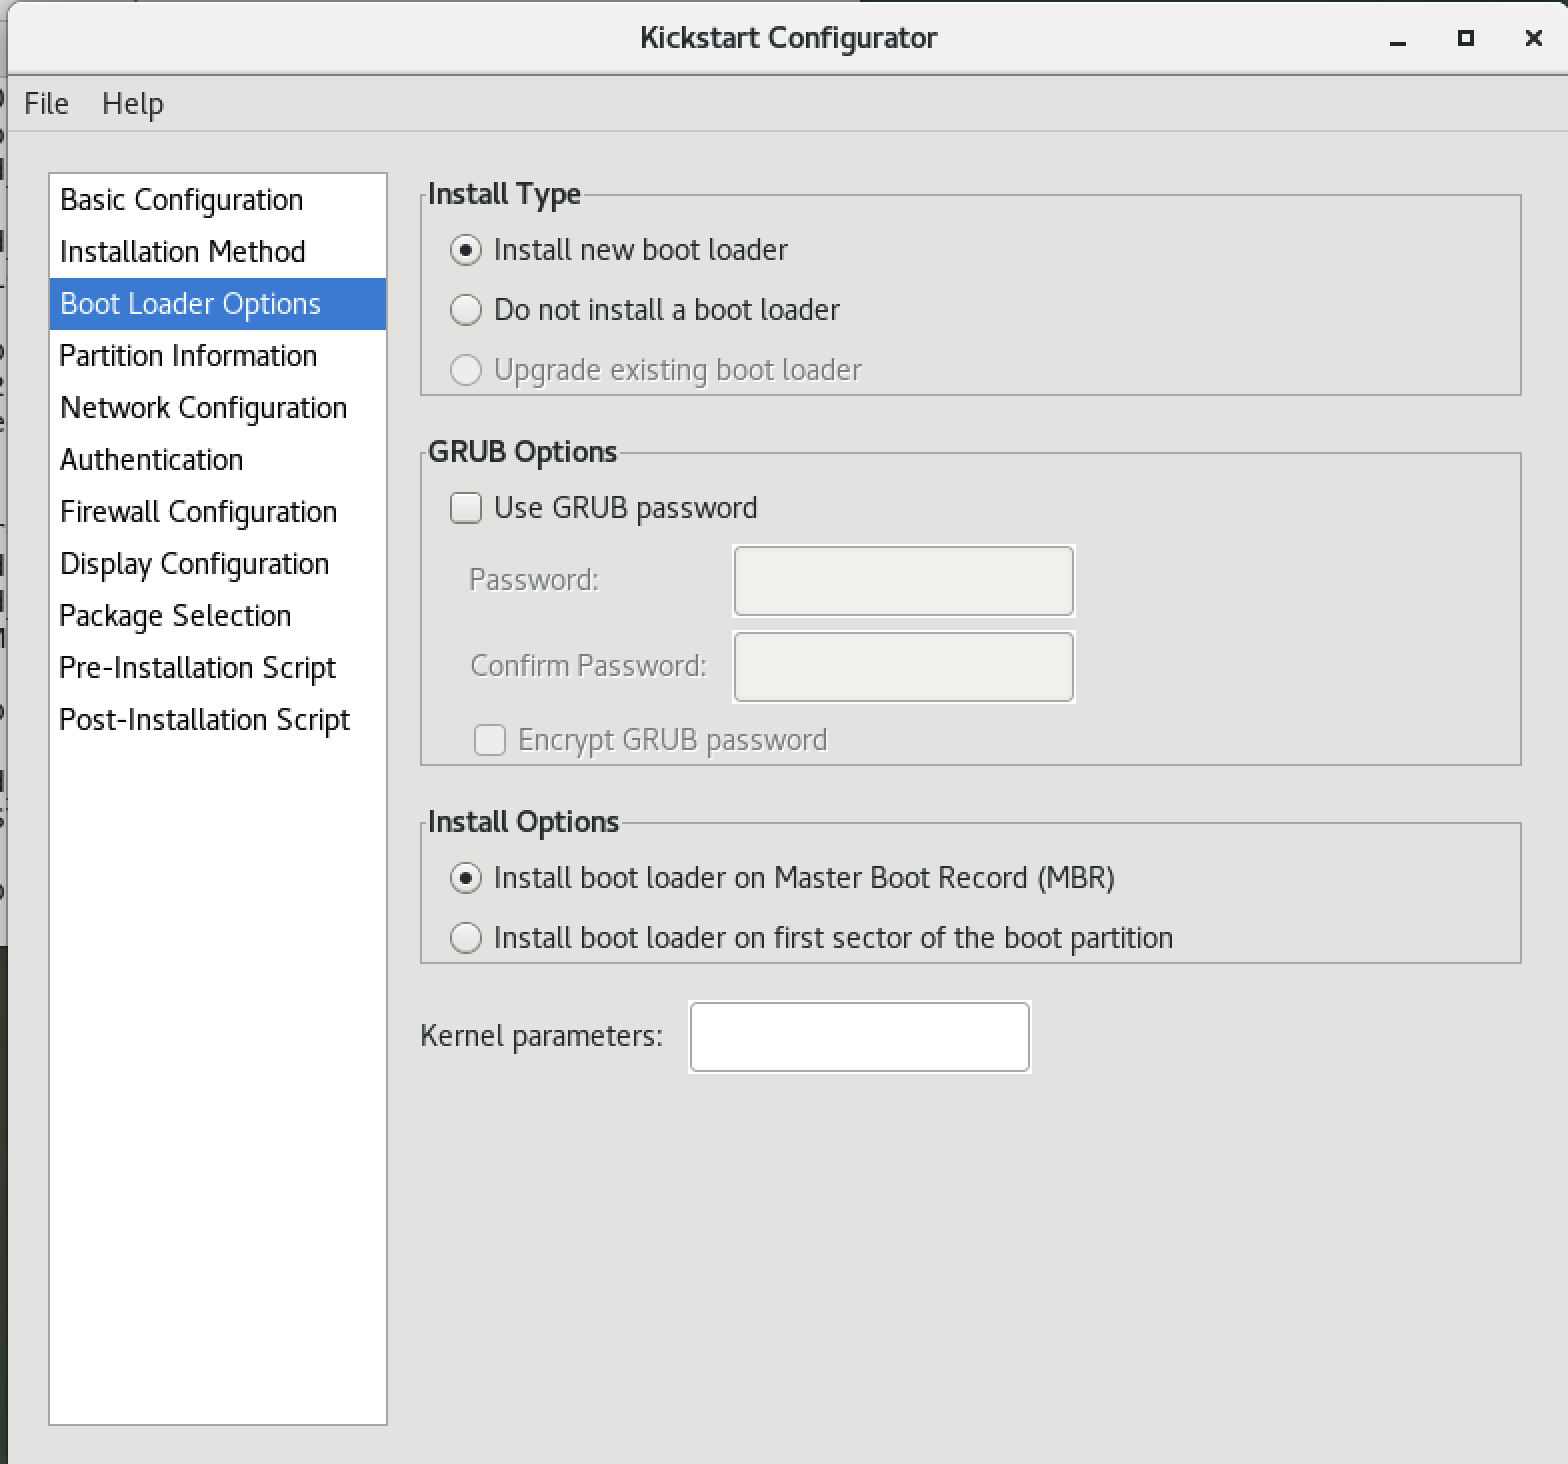 Kickstart Configurator
File Help
Basic Configuration
Installation Method
Boot Loader Options
Partition Information
Network Configuration
Authentication
Firewall Configuration
Display Configuration
Package Selection
Pre-Installation Script
Post-Installation Script
Install Type
Install new boot loader
Do not install a boot loader
Upgrade existing boot loader
GRUB Options
Use GRUB password
Password:
Confirm Password:
Encrypt GRUB password
Install Options
Install boot loader on Master Boot Record (MBR)
Install boot loader on first sector of the boot partition
Kernel parameters: